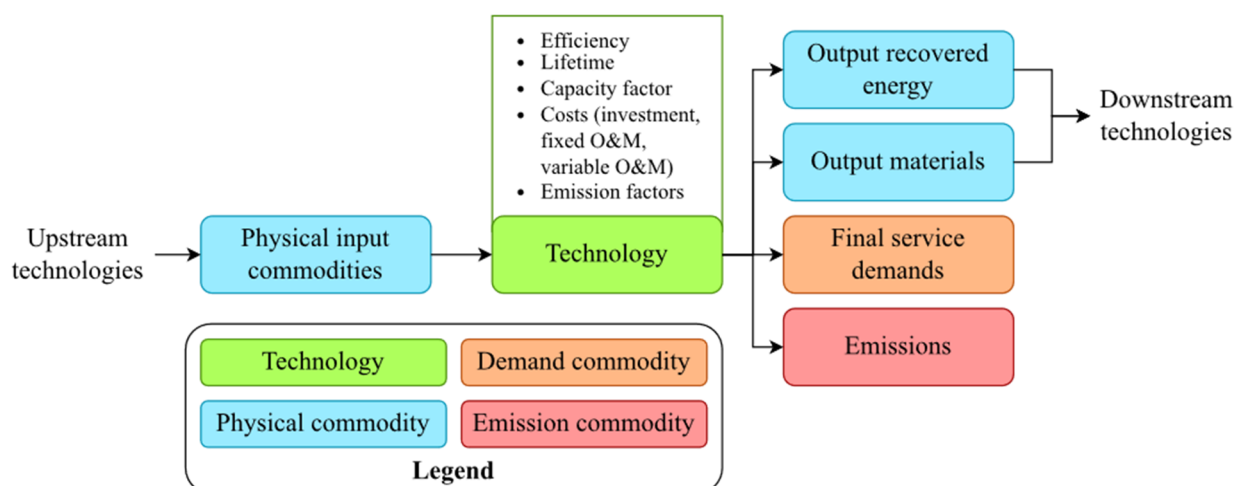 • Efficiency
• Lifetime
• Capacity factor
• Costs (investment,
fixed O&M,
variable O&M)
• Emission factors
Upstream
technologies
Physical input
commodities
Technology
Output recovered
energy
Output materials
Final service
demands
Emissions
Downstream
technologies
Technology
Demand commodity
Physical commodity
Emission commodity
Legend